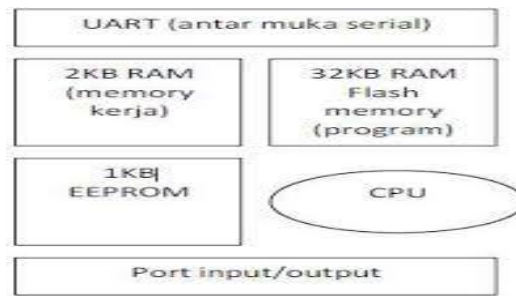 UART (antar muka serial)
2KB RAM
(memory
kerja)
32KB RAM
Flash
memory
(program)
1KB
EEPROM
CPU
Port input/output